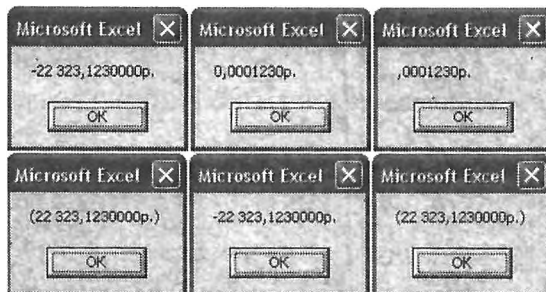 Microsoft Excel
-22 323,1230000р.
OK
Microsoft Excel
0,0001230р.
OK
Microsoft Excel
,0001230р.
OK
Microsoft Excel
(22 323,1230000р.)
OK
Microsoft Excel
-22 323,1230000р.
OK
Microsoft Excel
(22 323,1230000р.)
OK